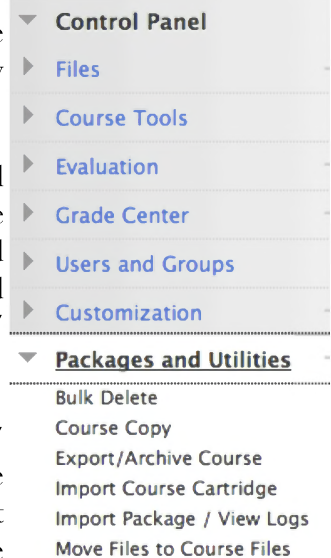 Control Panel
Files
Course Tools
Evaluation
Grade Center
Users and Groups
Customization
Packages and Utilities
Bulk Delete
Course Copy
Export/Archive Course
Import Course Cartridge
Import Package / View Logs
Move Files to Course Files